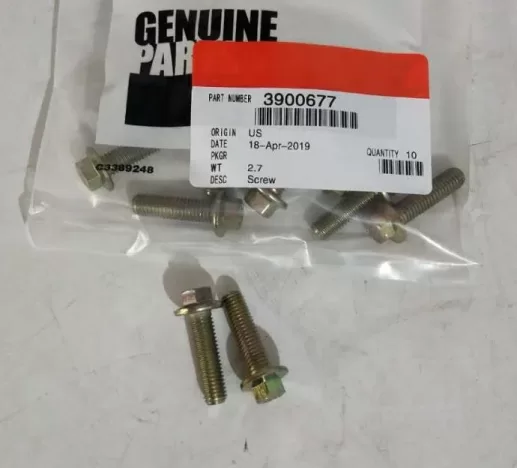 GENUINE
PAR
PART NUMBER 3900677
ORIGIN US
DATE 18-Apr-2019
PKGR
QUANTITY 10
WT 2.7
DESC Screw
C3389248